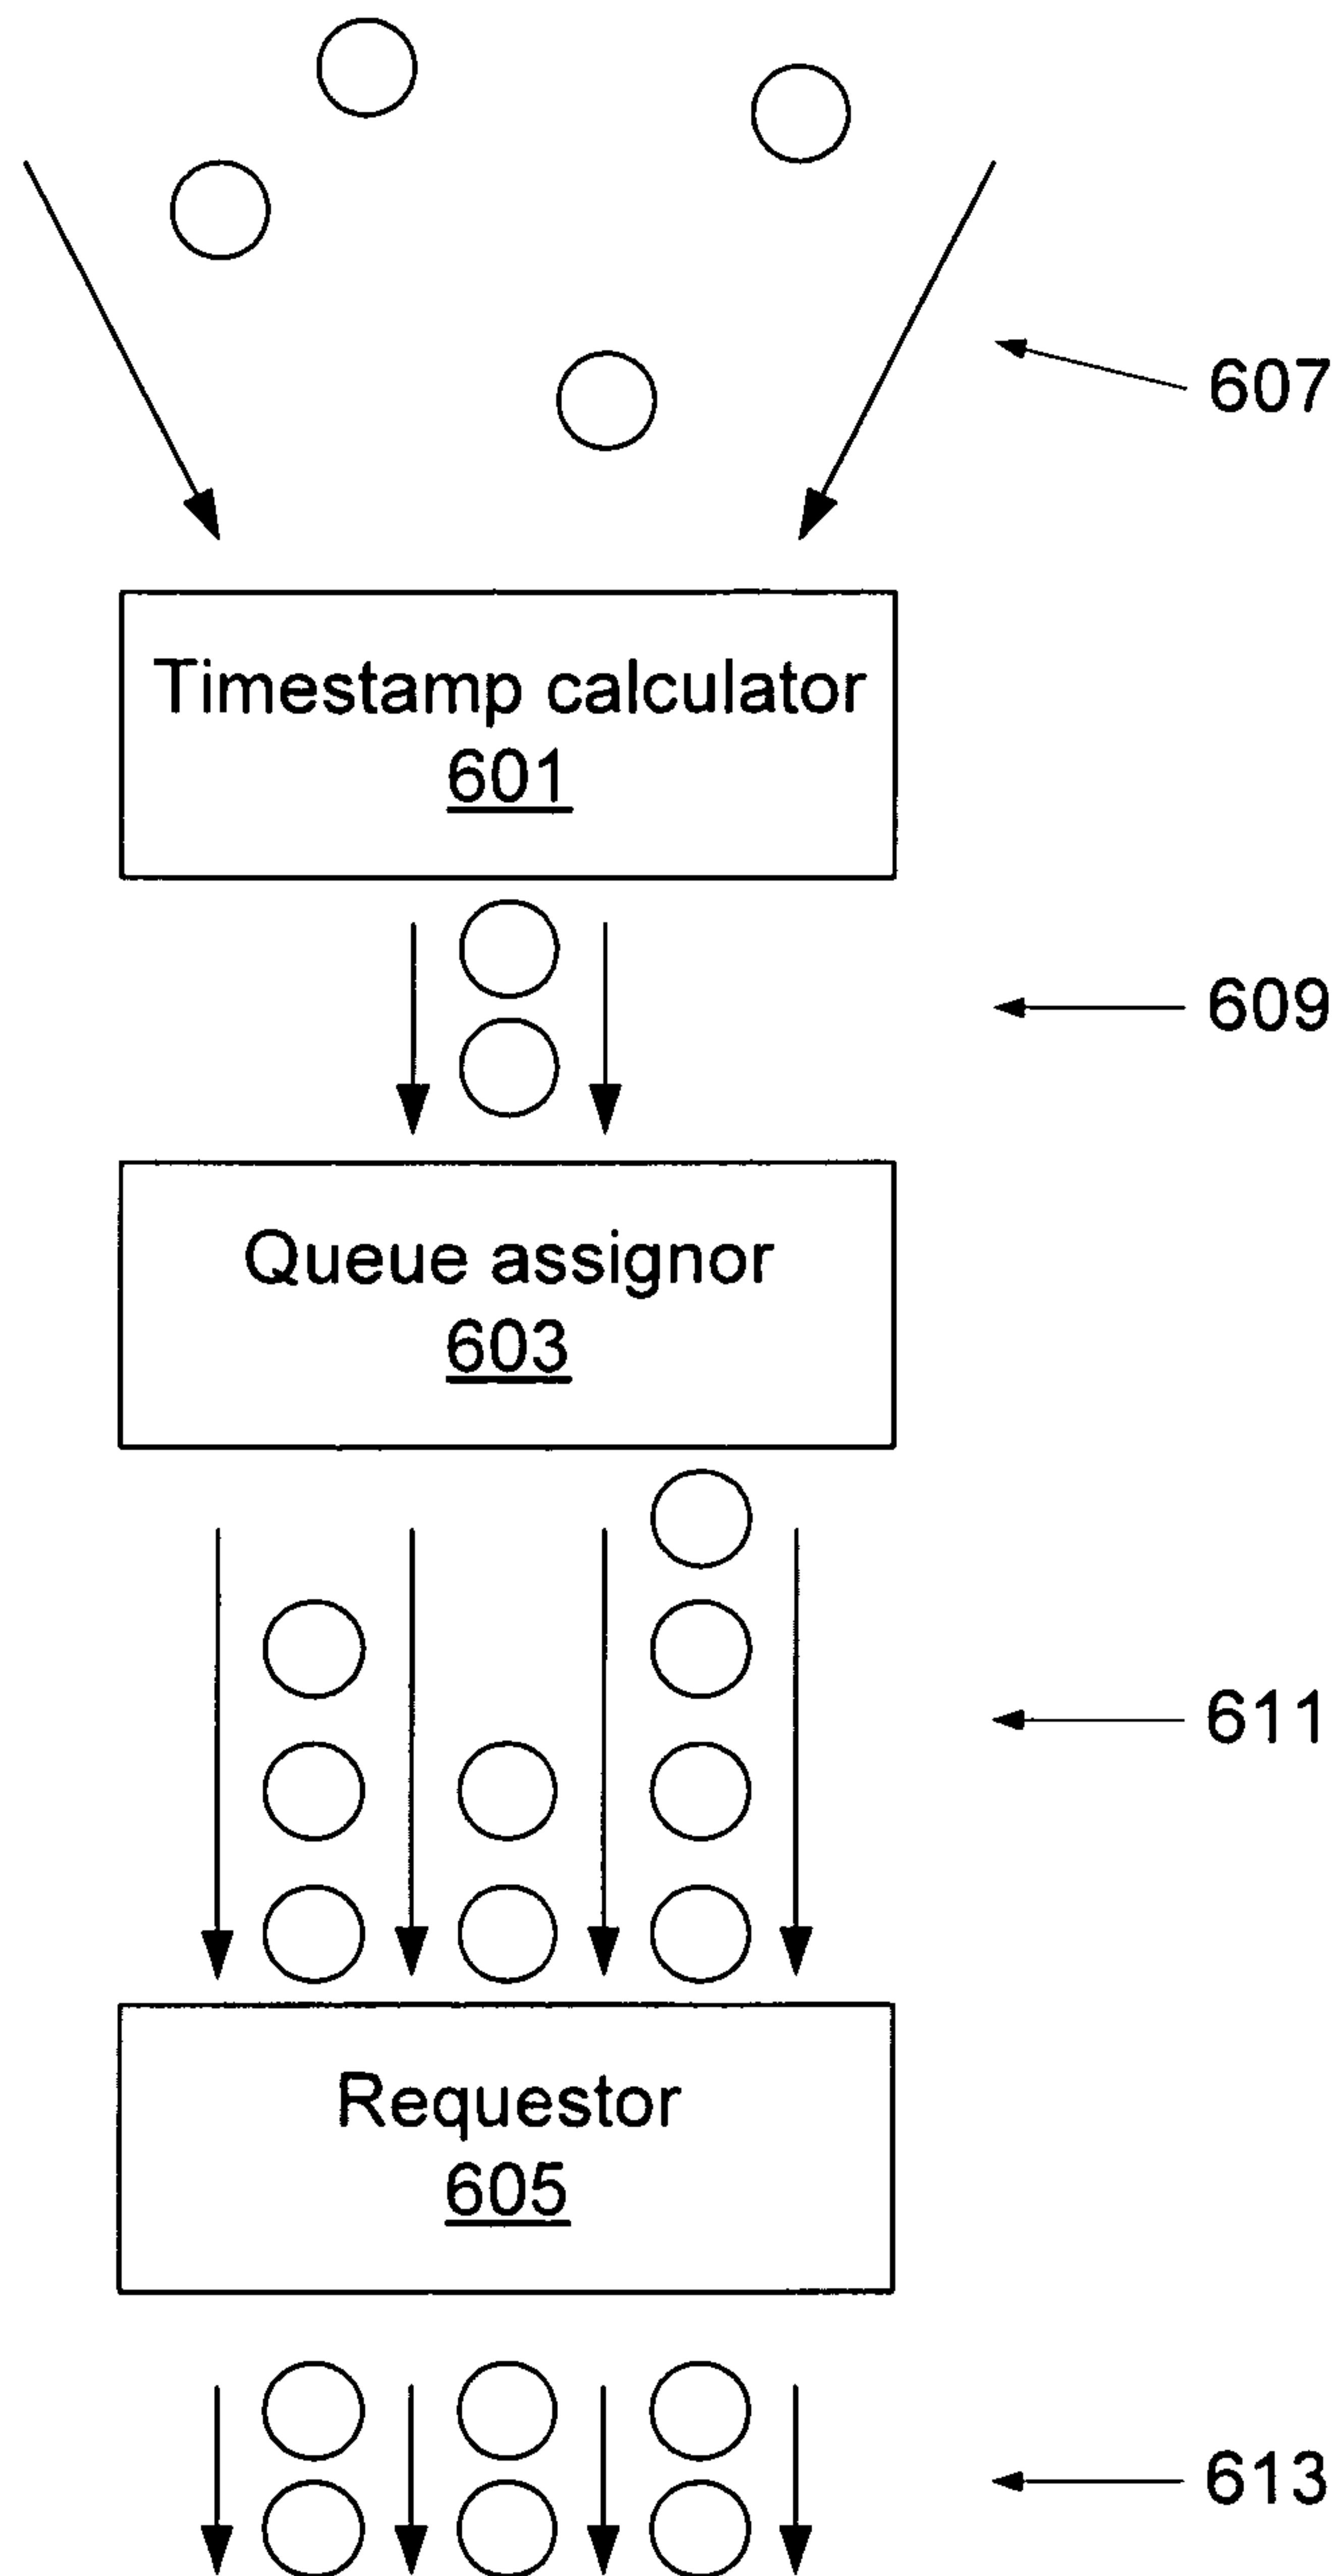 607
Timestamp calculator
601
609
Queue assignor
603
611
Requestor
605
613